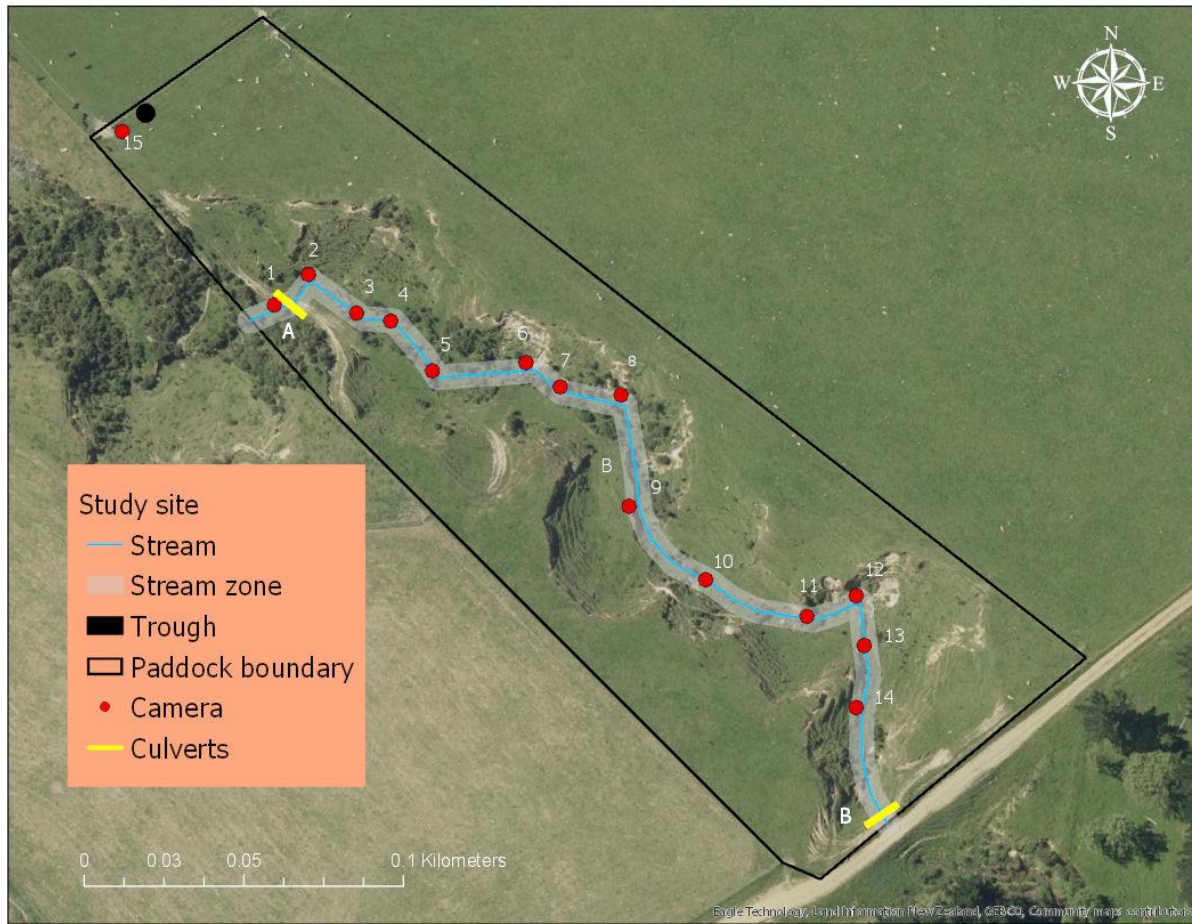 N
W E
S
15
2
1
3
4
A
5
6
7
8
B
9
10
12
11
13
14
B
Study site
Stream
Stream zone
Trough
Paddock boundary
Camera
Culverts
0 0.03 0.05 0.1 Kilometers
Eagle Technology, Land Information New Zealand, GEBCO, Community maps contributors